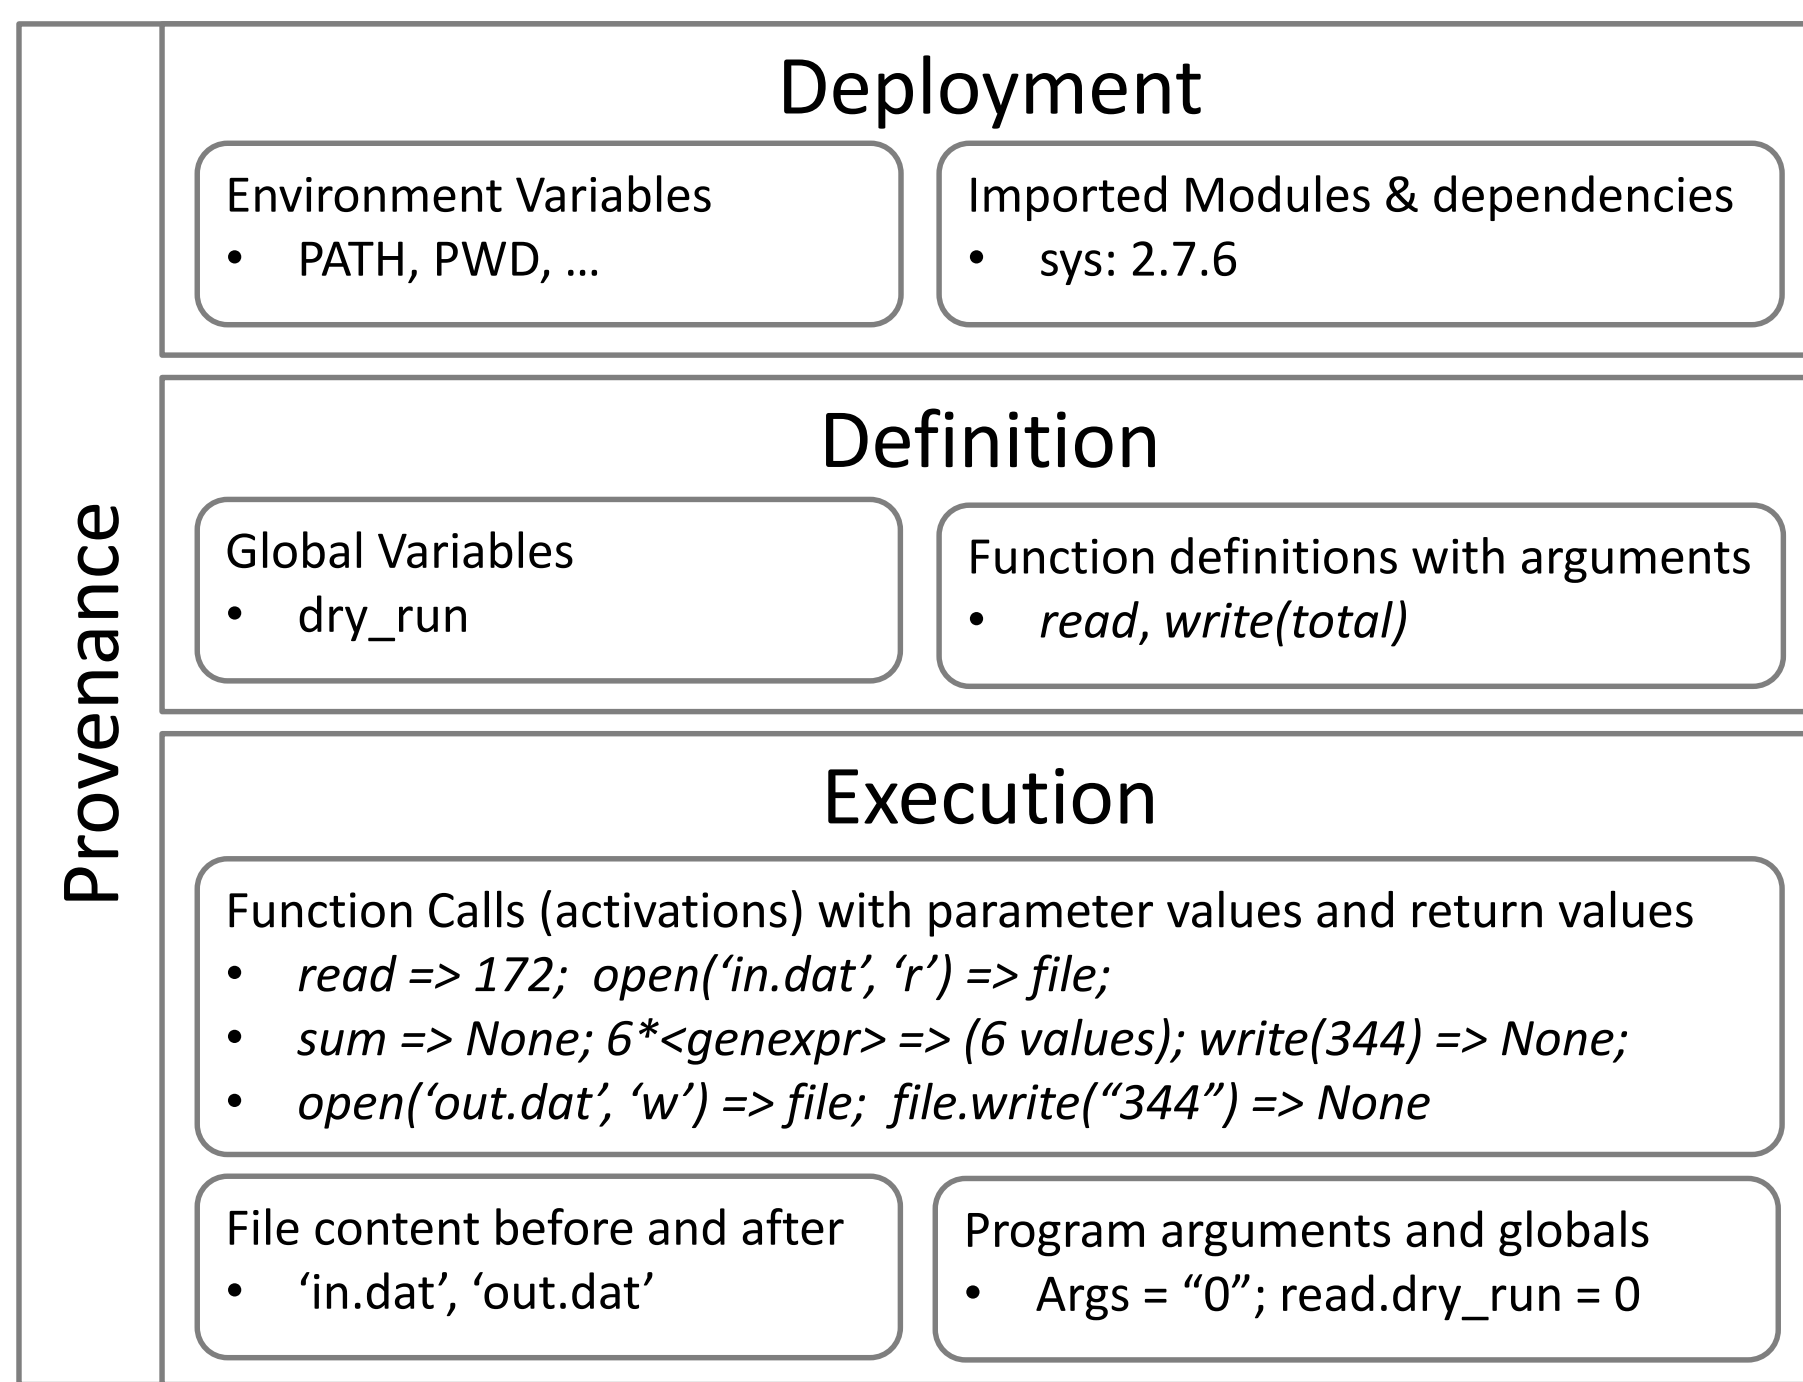 Provenance
Deployment
Environment Variables
• PATH, PWD, …
Imported Modules & dependencies
• sys: 2.7.6
Definition
Global Variables
• dry_run
Function definitions with arguments
• read, write(total)
Execution
Function Calls (activations) with parameter values and return values
• read => 172;  open(‘in.dat’, ‘r’) => file;
• sum => None; 6*<genexpr> => (6 values); write(344) => None;
• open(‘out.dat’, ‘w’) => file;  file.write(“344”) => None
File content before and after
• ‘in.dat’, ‘out.dat’
Program arguments and globals
• Args = “0”; read.dry_run = 0